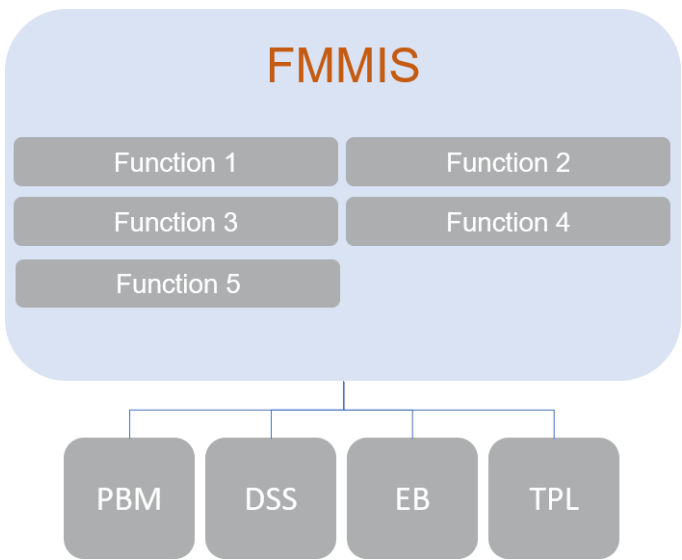 FMMIS
Function 1
Function 2
Function 3
Function 4
Function 5
PBM
DSS
EB
TPL